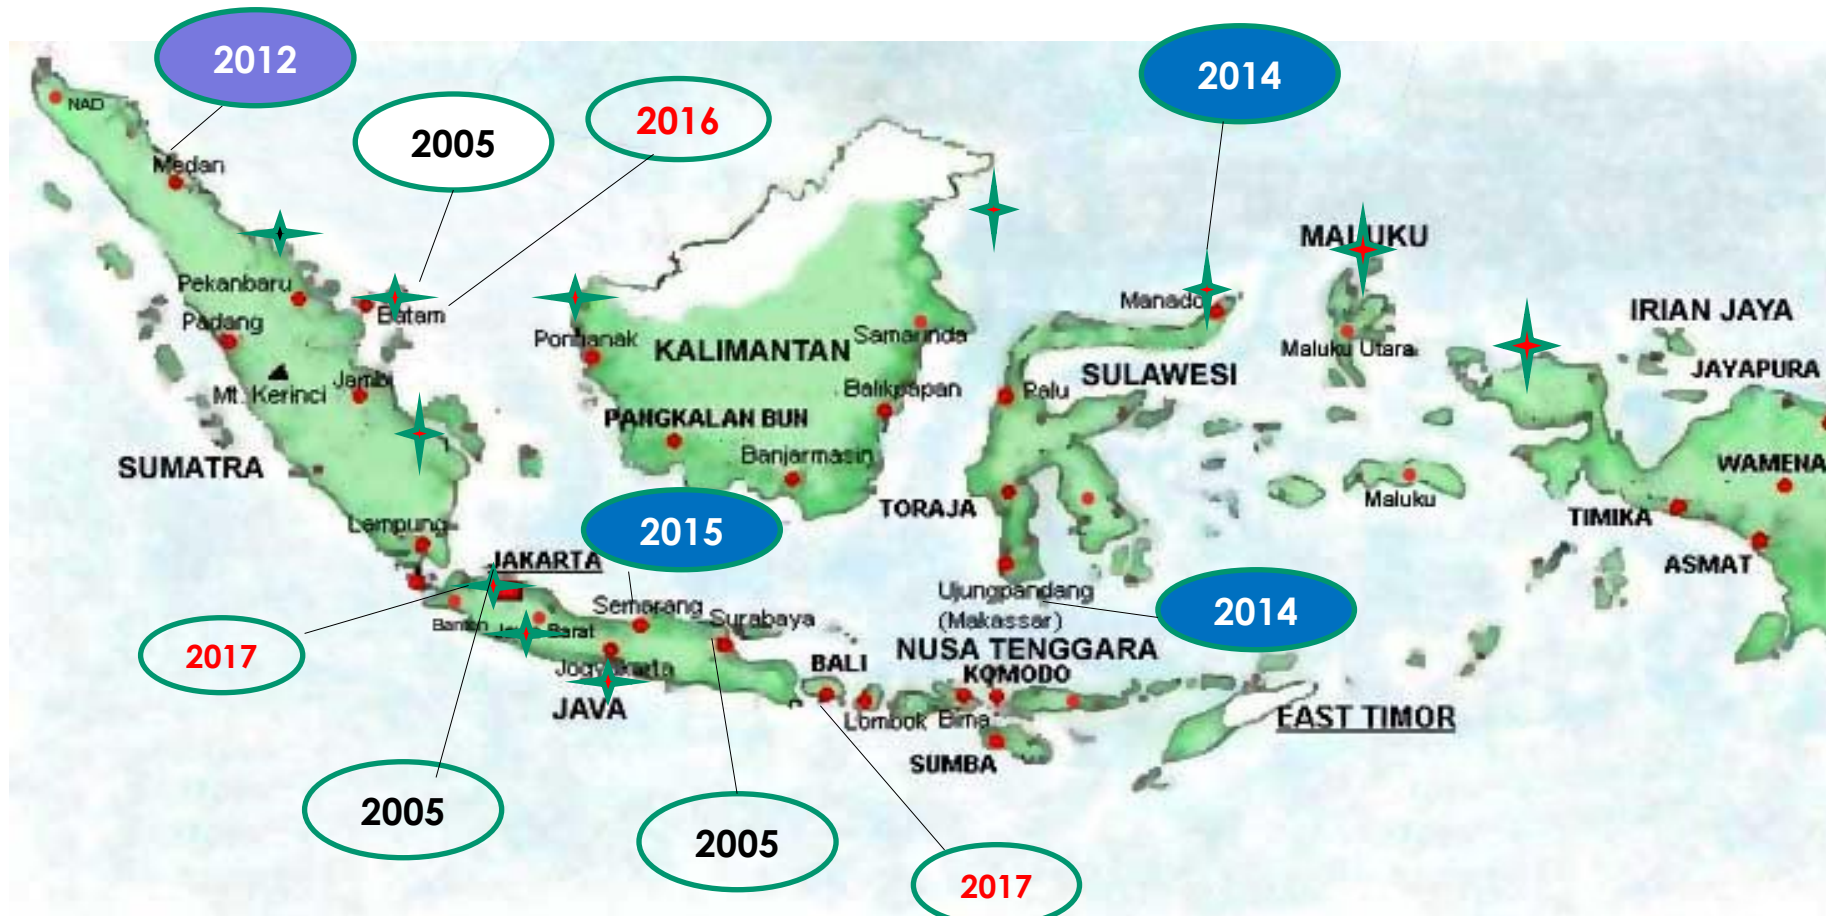 2012
2014
NAD
2005
2016
Medan
MALUKU
Pekanbaru
Batam
Manado
IRIAN JAYA
Padang
Pontianak
KALIMANTAN
Samarinda
Maluku Utara
Mt. Kerinci
Jambi
SULAWESI
JAYAPURA
Balikpapan
Palu
PANGKALAN BUN
SUMATRA
Banjarmasin
WAMENA
Maluku
TORAJA
TIMIKA
Lampung
2015
JAKARTA
ASMAT
Ujungpandang
(Makassar)
2014
Semarang
Surabaya
Banten
Barat
2017
NUSA TENGGARA
BALI
KOMODO
Jogyakarta
JAVA
Lombok
Bima
EAST TIMOR
SUMBA
2005
2005
2017